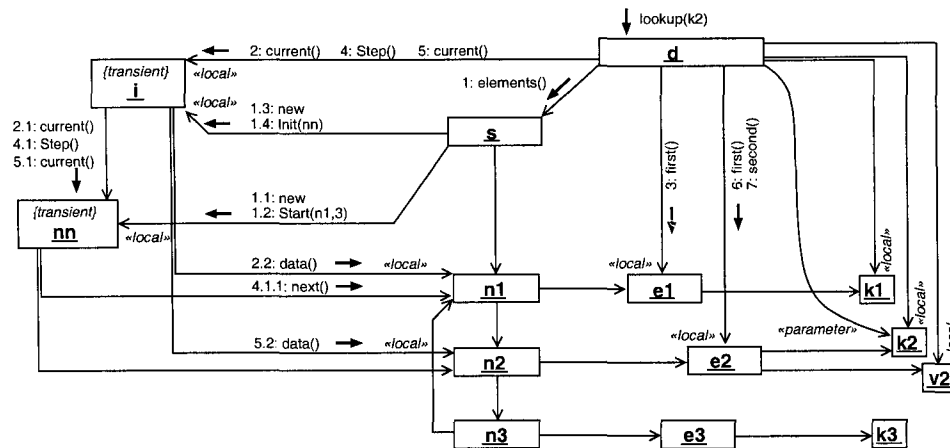 lookup(k2)
d
2: current() 4: Step() 5: current()
«local»
{transient}
i
1: elements()
«local»
1.3: new
1.4: Init(nn)
s
2.1: current()
4.1: Step()
5.1: current()
3: first()
6: first()
7: second()
1.1: new
1.2: Start(n1,3)
{transient}
nn
«local»
2.2: data()
«local»
n1
4.1.1: next()
«local»
e1
«local»
k1
«local»
«parameter»
k2
5.2: data()
«local»
n2
«local»
e2
v2
n3
e3
k3